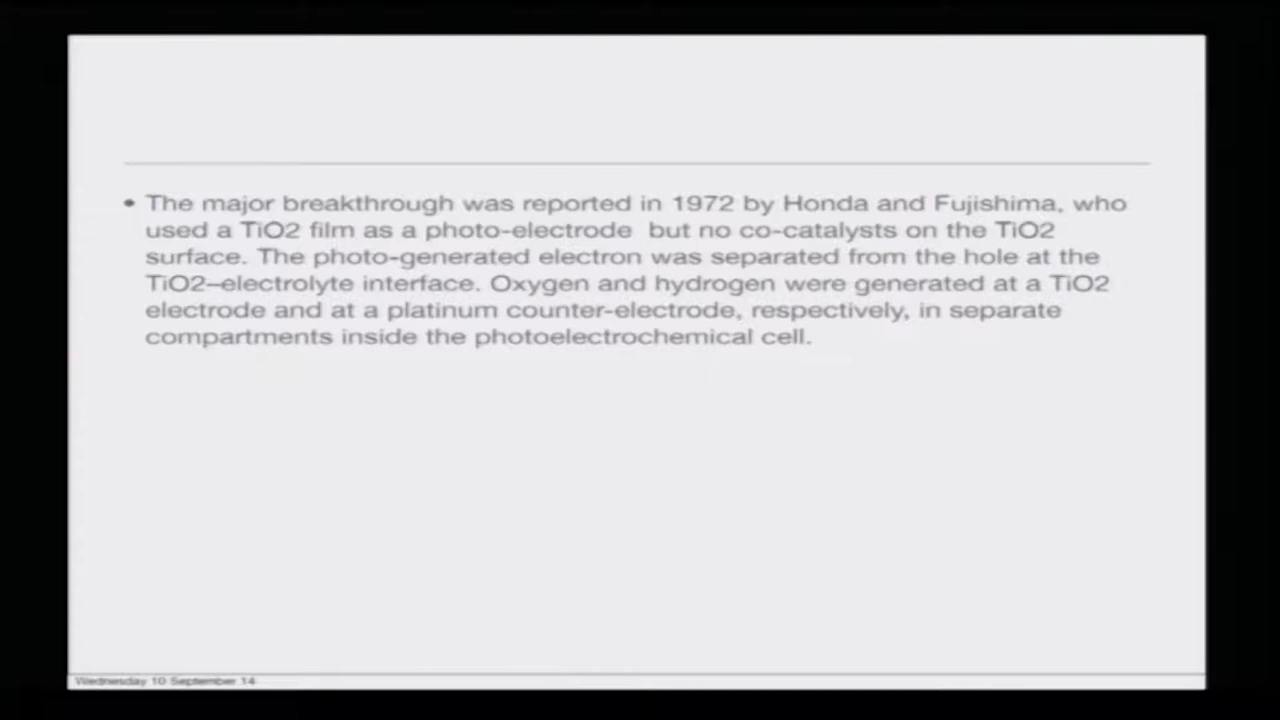 • The major breakthrough was reported in 1972 by Honda and Fujishima, who
used a TiO2 film as a photo-electrode  but no co-catalysts on the TiO2
surface. The photo-generated electron was separated from the hole at the
TiO2–electrolyte interface. Oxygen and hydrogen were generated at a TiO2
electrode and at a platinum counter-electrode, respectively, in separate
compartments inside the photoelectrochemical cell.
Wednesday 10 September 14